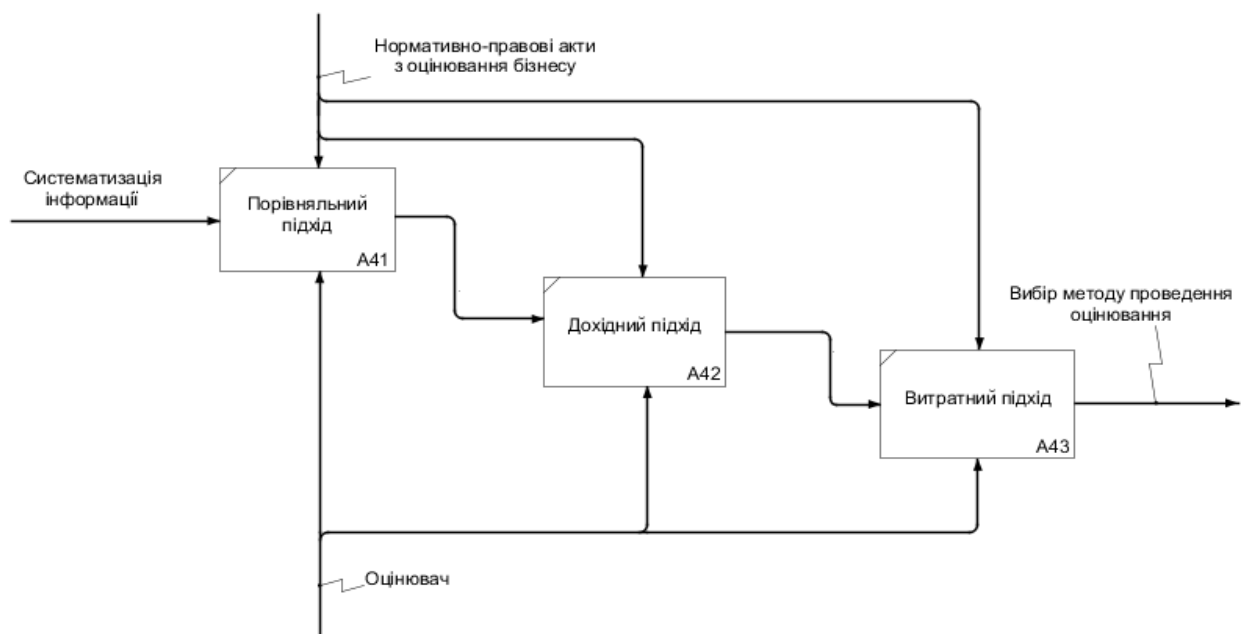 Нормативно-правові акти
з оцінювання бізнесу
Систематизація
інформації
Порівняльний
підхід
A41
Дохідний підхід
A42
Вибір методу проведення
оцінювання
Витратний підхід
A43
Оцінювач